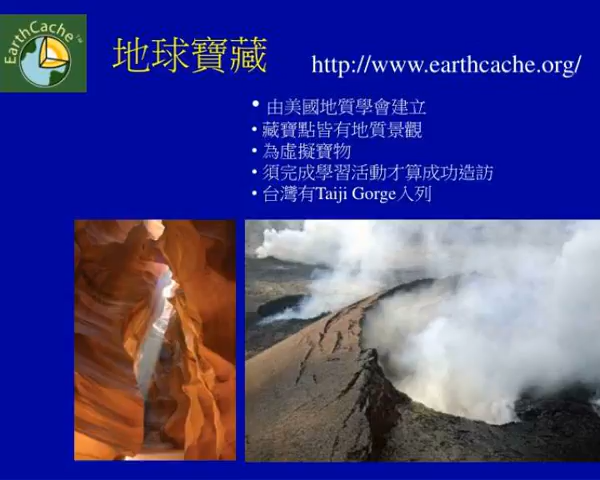 EarthCache™
地球寶藏
http://www.earthcache.org/
• 由美國地質學會建立
• 藏寶點皆有地質景觀
• 為虛擬寶物
• 須完成學習活動才算成功造訪
• 台灣有Taiji Gorge入列